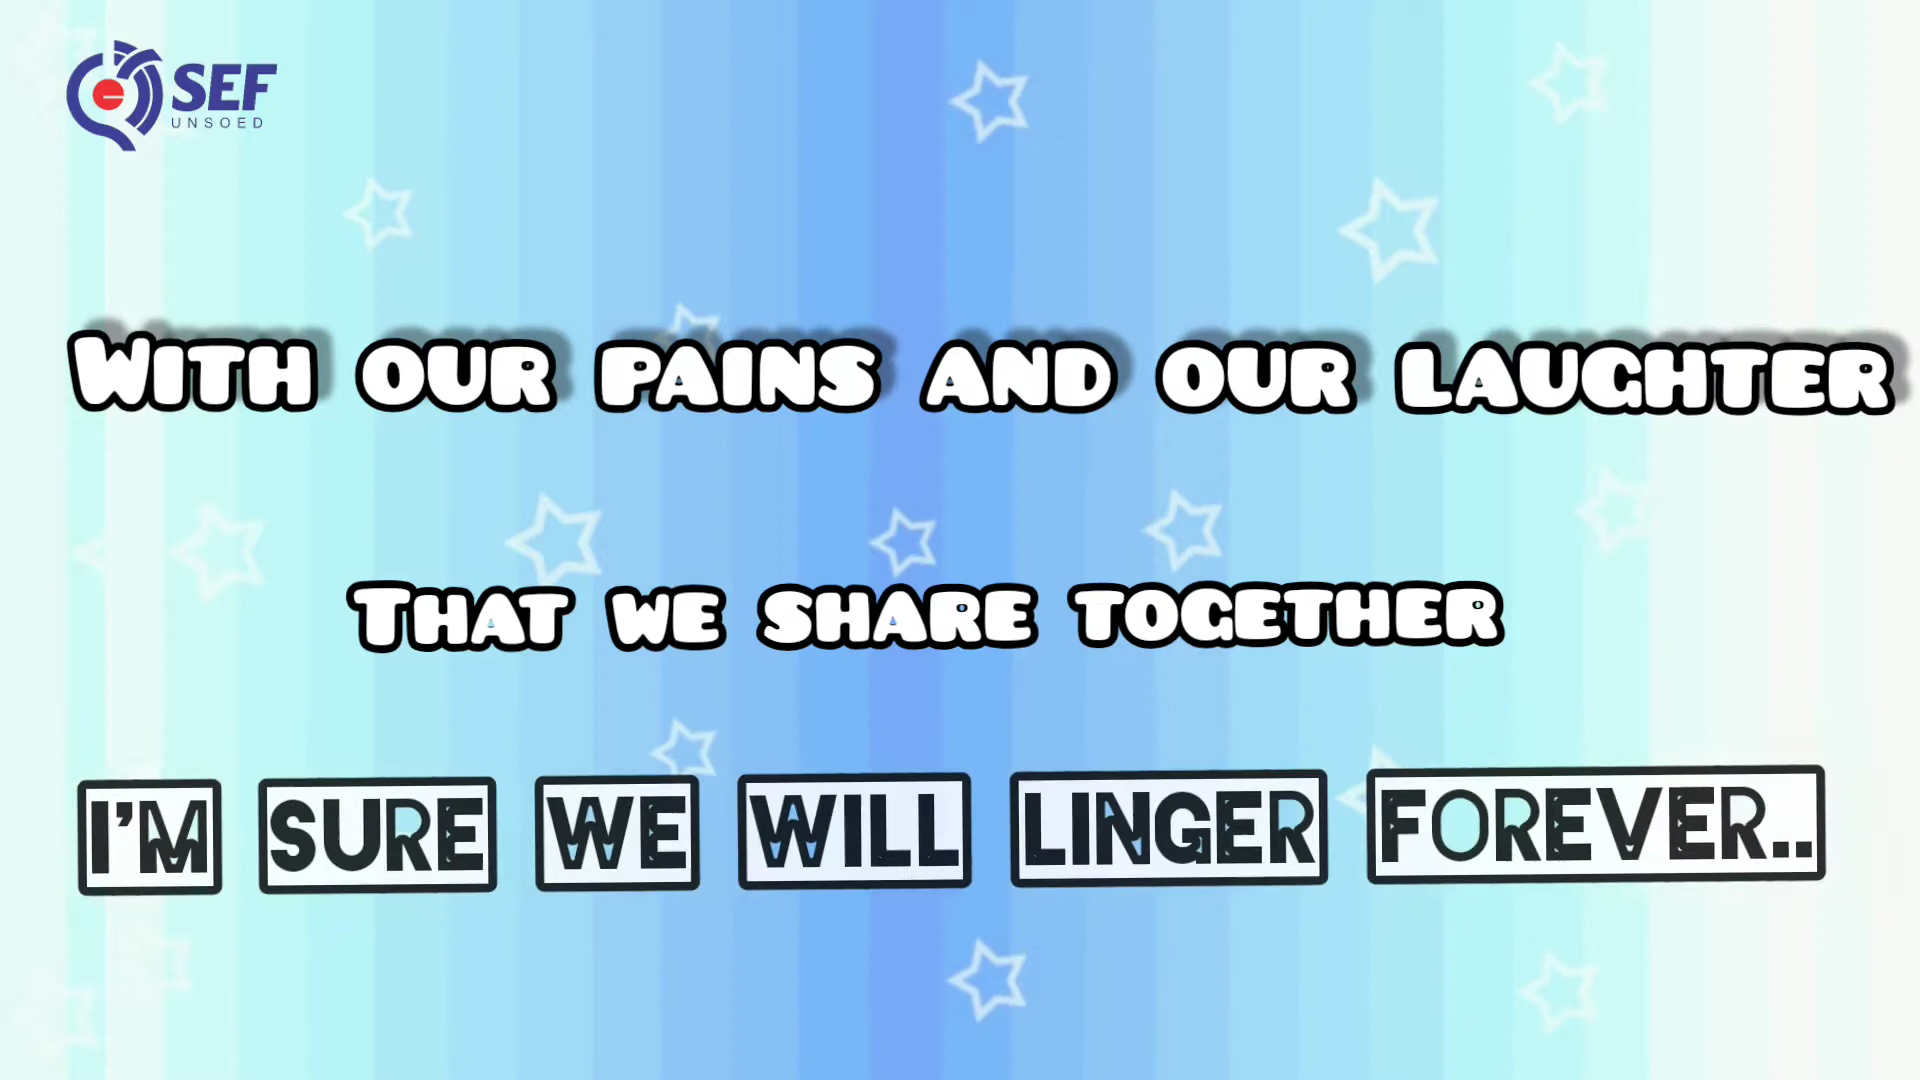 SEF
UNSOED
With our pains and our laughter
That we share together
I'M SURE WE WILL LINGER FOREVER..